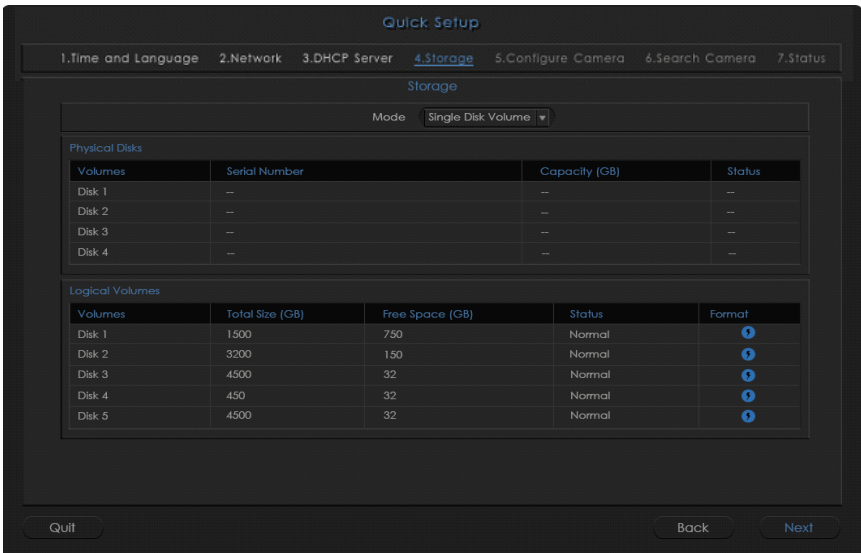 Quick Setup
1.Time and Language 2.Network 3.DHCP Server 4.Storage 5.Configure Camera 6.Search Camera 7.Status
Storage
Mode Single Disk Volume
Physical Disks
Volumes Serial Number Capacity (GB) Status
Disk 1 -- -- --
Disk 2 -- -- --
Disk 3 -- -- --
Disk 4 -- -- --
Logical Volumes
Volumes Total Size (GB) Free Space (GB) Status Format
Disk 1 1500 750 Normal
Disk 2 3200 150 Normal
Disk 3 4500 32 Normal
Disk 4 450 32 Normal
Disk 5 4500 32 Normal
Quit Back Next